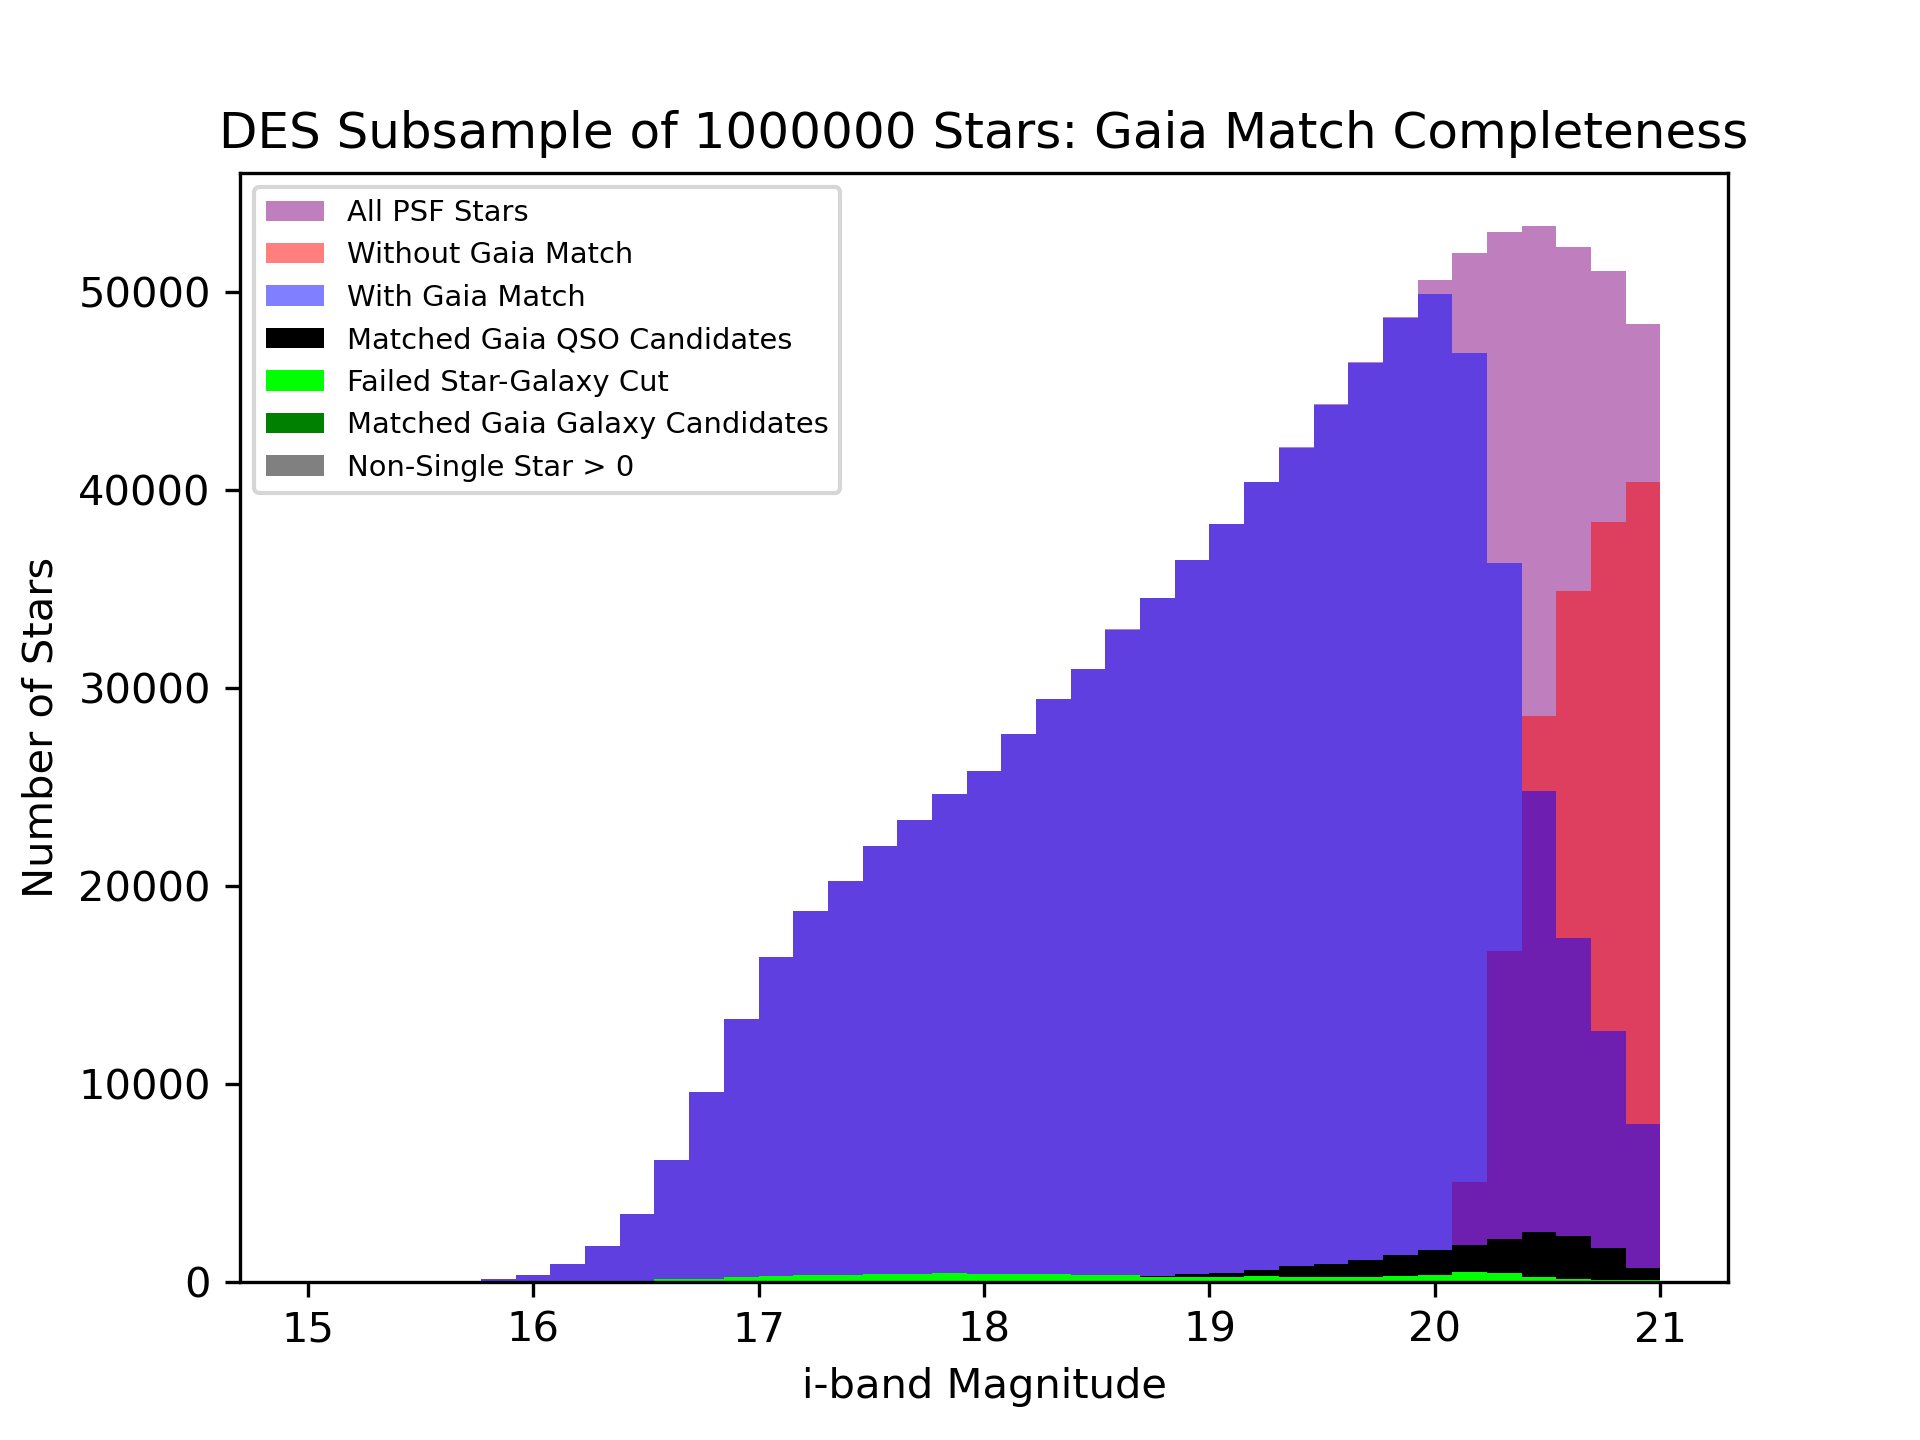 DES Subsample of 1000000 Stars: Gaia Match Completeness
All PSF Stars
Without Gaia Match
With Gaia Match
Matched Gaia QSO Candidates
Failed Star-Galaxy Cut
Matched Gaia Galaxy Candidates
Non-Single Star > 0
Number of Stars
50000
40000
30000
20000
10000
0
15 16 17 18 19 20 21
i-band Magnitude